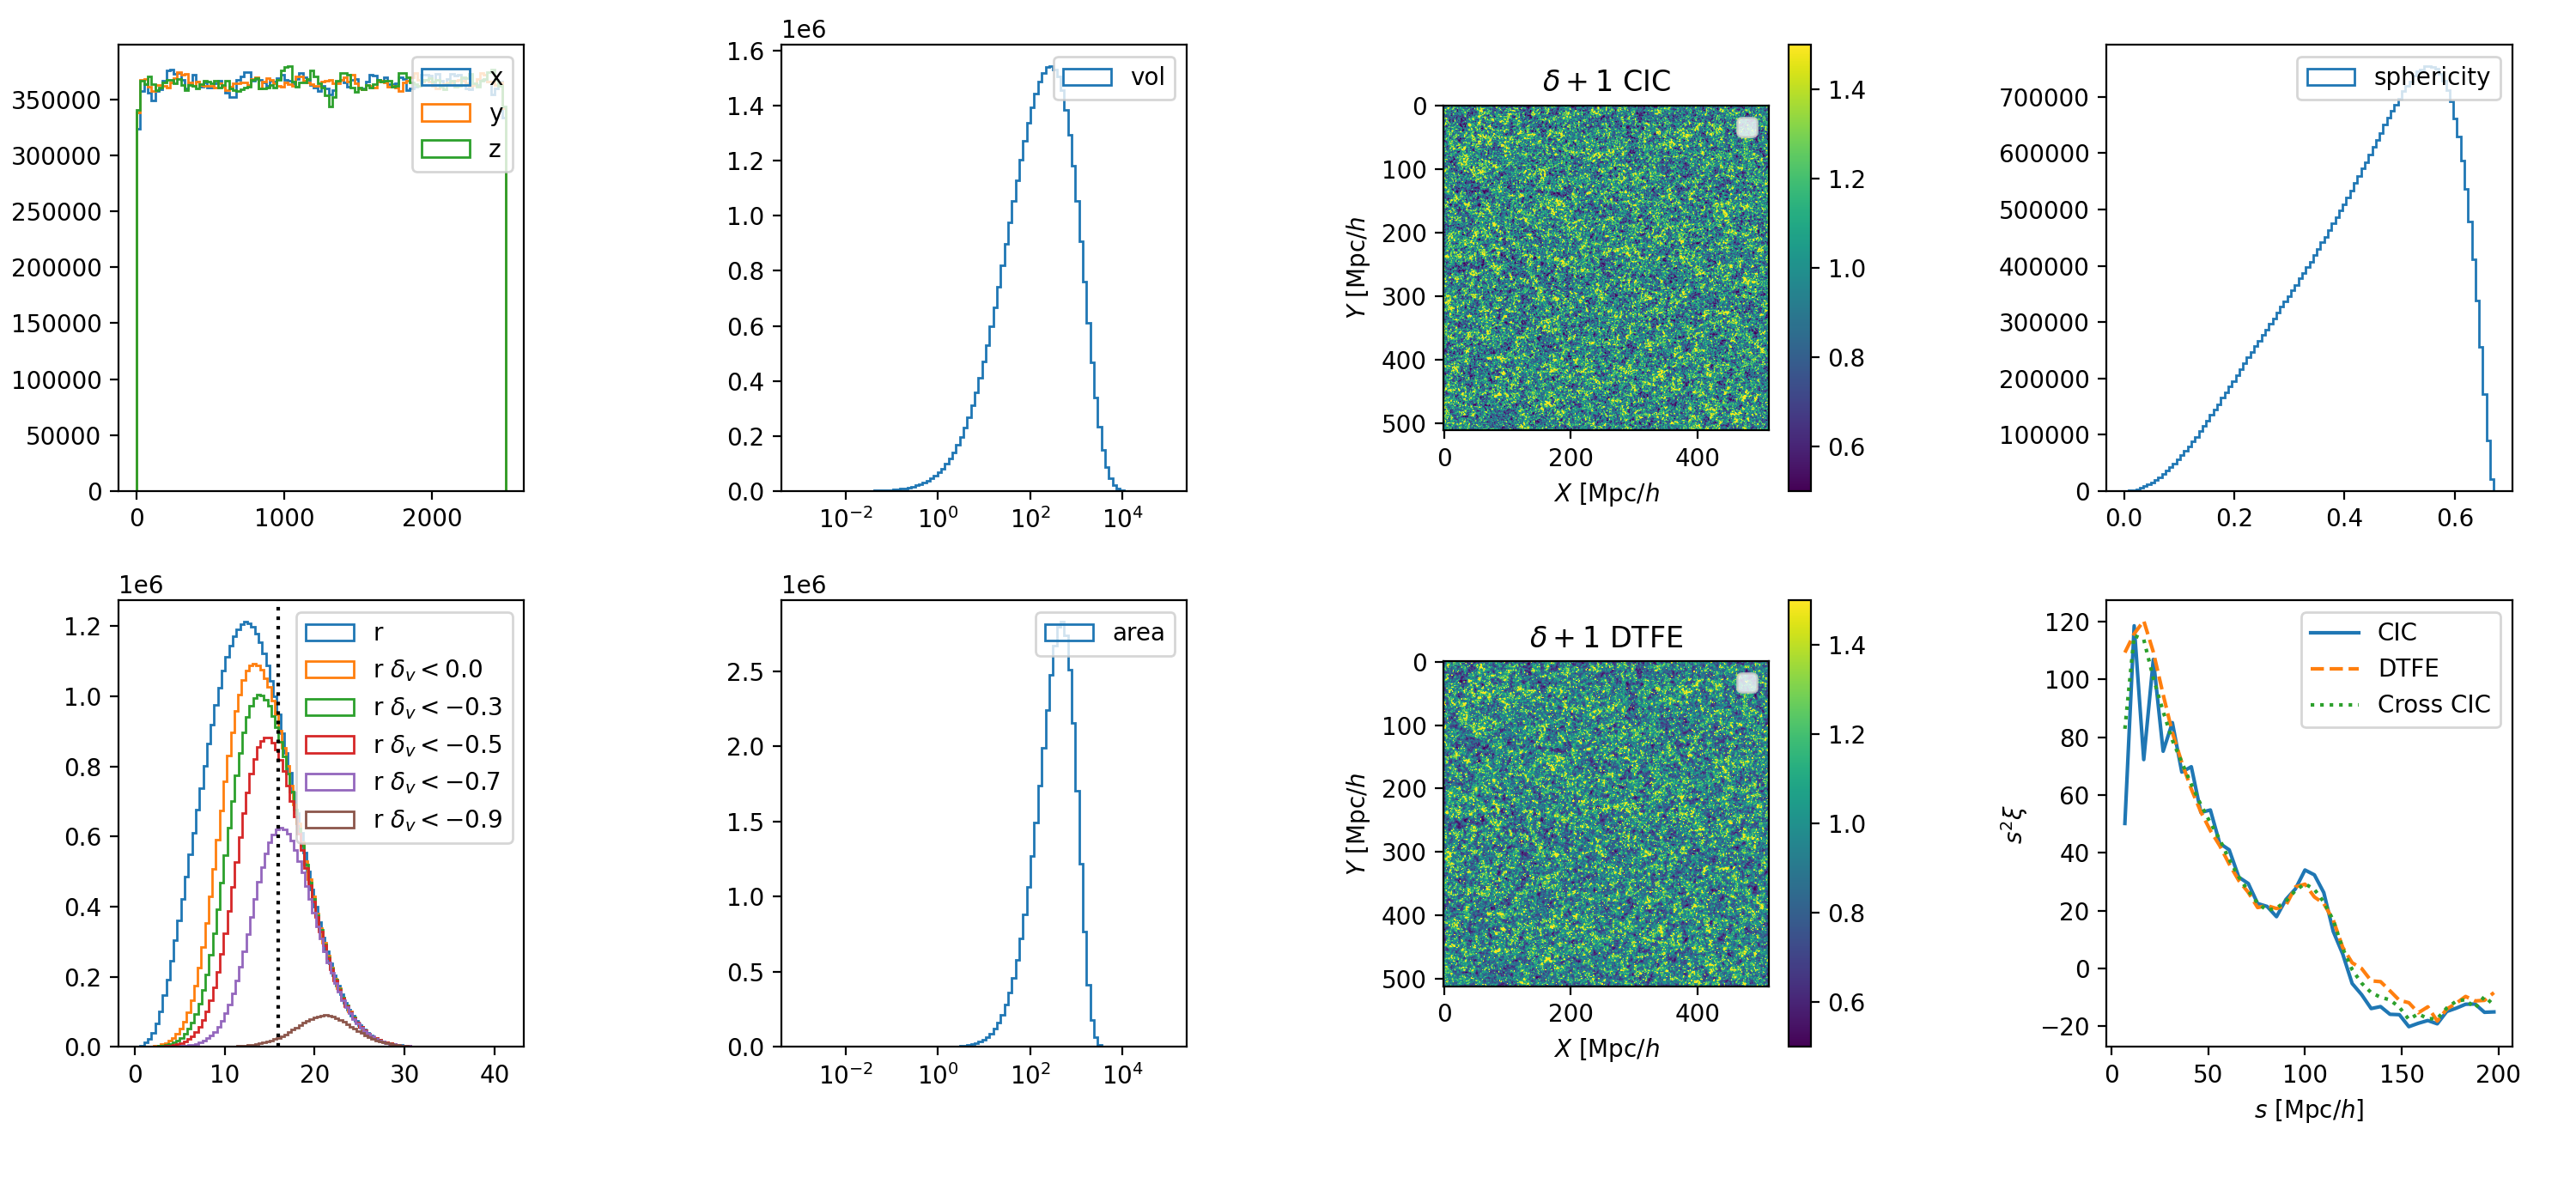 350000
300000
250000
200000
150000
100000
50000
0
0 1000 2000
x
y
z
1e6
1.6
1.4
1.2
1.0
0.8
0.6
0.4
0.2
0.0
10⁻² 10⁰ 10² 10⁴
vol
δ + 1 CIC
0
100
200
300
400
500
Y [Mpc/h]
0 200 400
X [Mpc/h
1.4
1.2
1.0
0.8
0.6
700000
600000
500000
400000
300000
200000
100000
0
0.0 0.2 0.4 0.6
sphericity
1e6
1.2
1.0
0.8
0.6
0.4
0.2
0.0
0 10 20 30 40
r
r δᵥ < 0.0
r δᵥ < −0.3
r δᵥ < −0.5
r δᵥ < −0.7
r δᵥ < −0.9
1e6
2.5
2.0
1.5
1.0
0.5
0.0
10⁻² 10⁰ 10² 10⁴
area
δ + 1 DTFE
0
100
200
300
400
500
Y [Mpc/h]
0 200 400
X [Mpc/h
1.4
1.2
1.0
0.8
0.6
120
100
80
60
40
20
0
−20
s²ξ
0 50 100 150 200
s [Mpc/h]
CIC
DTFE
Cross CIC